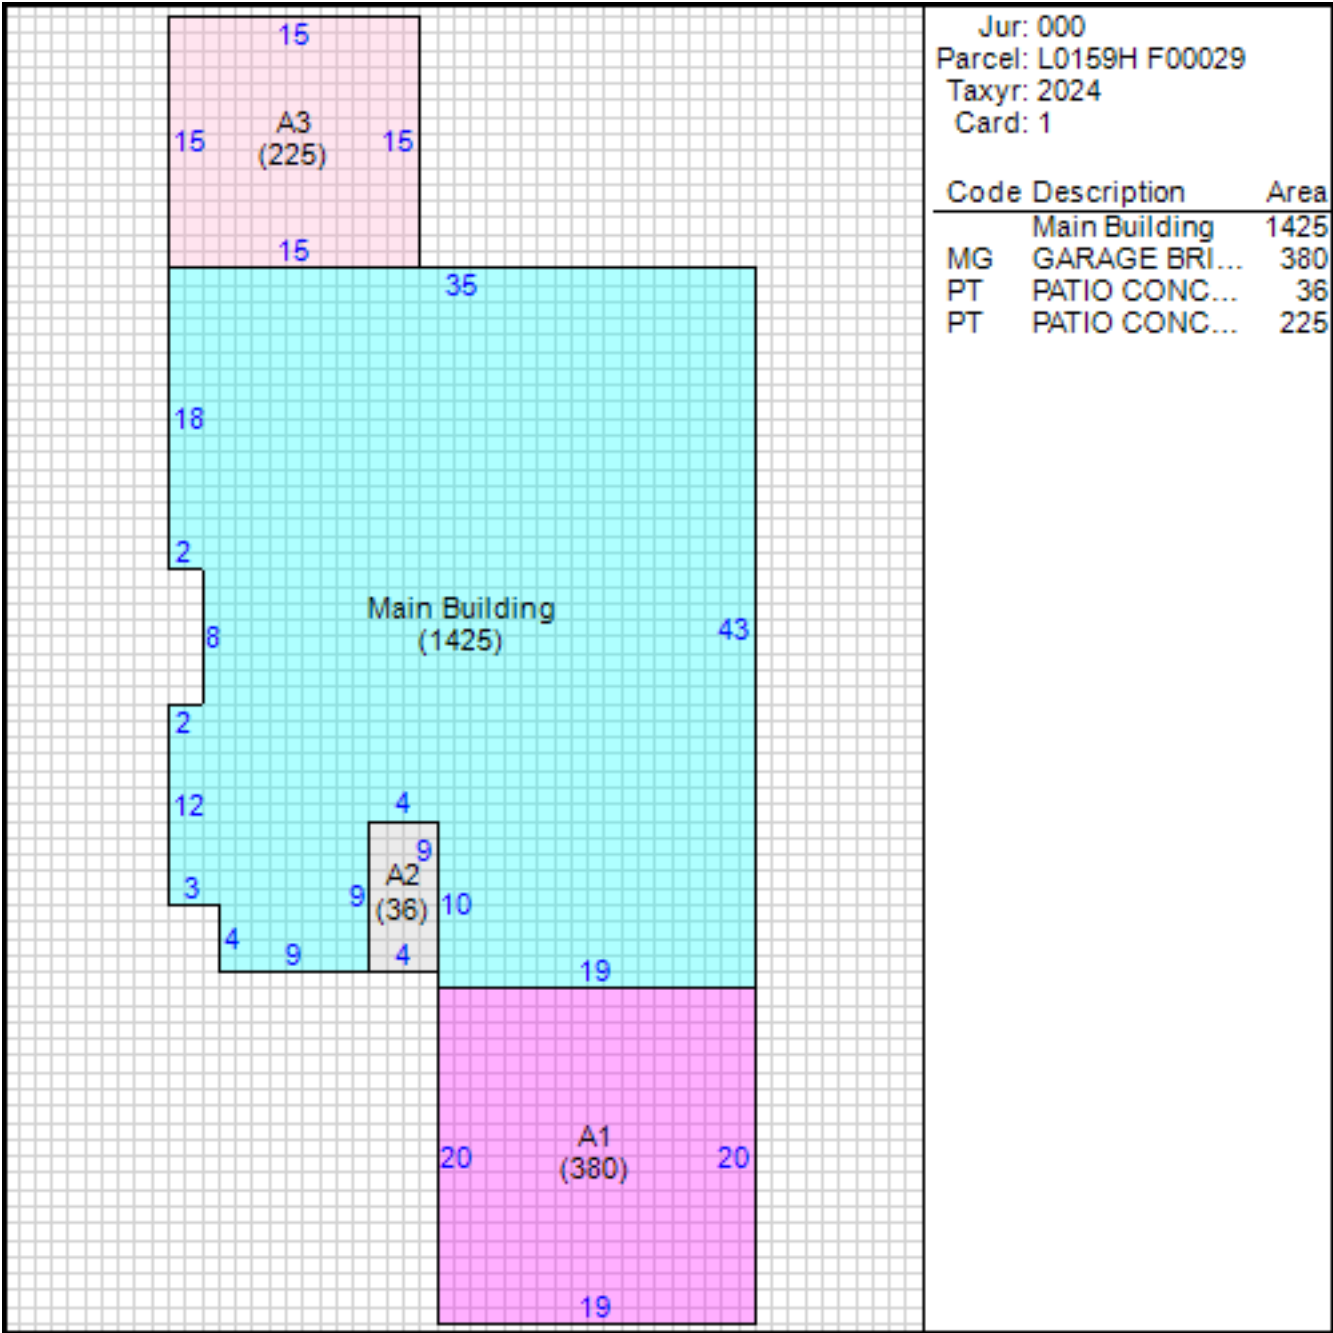 15
A3
15
15
(225)
15
35
18
2
Main Building
8
43
(1425)
2
12
4
9
A2
3
9
(36)
10
4
9
4
19
A1
20
20
(380)
19
Jur: 000
Parcel: L0159H F00029
Taxyr: 2024
Card: 1
Code Description Area
Main Building 1425
MG GARAGE BRI... 380
PT PATIO CONC... 36
PT PATIO CONC... 225